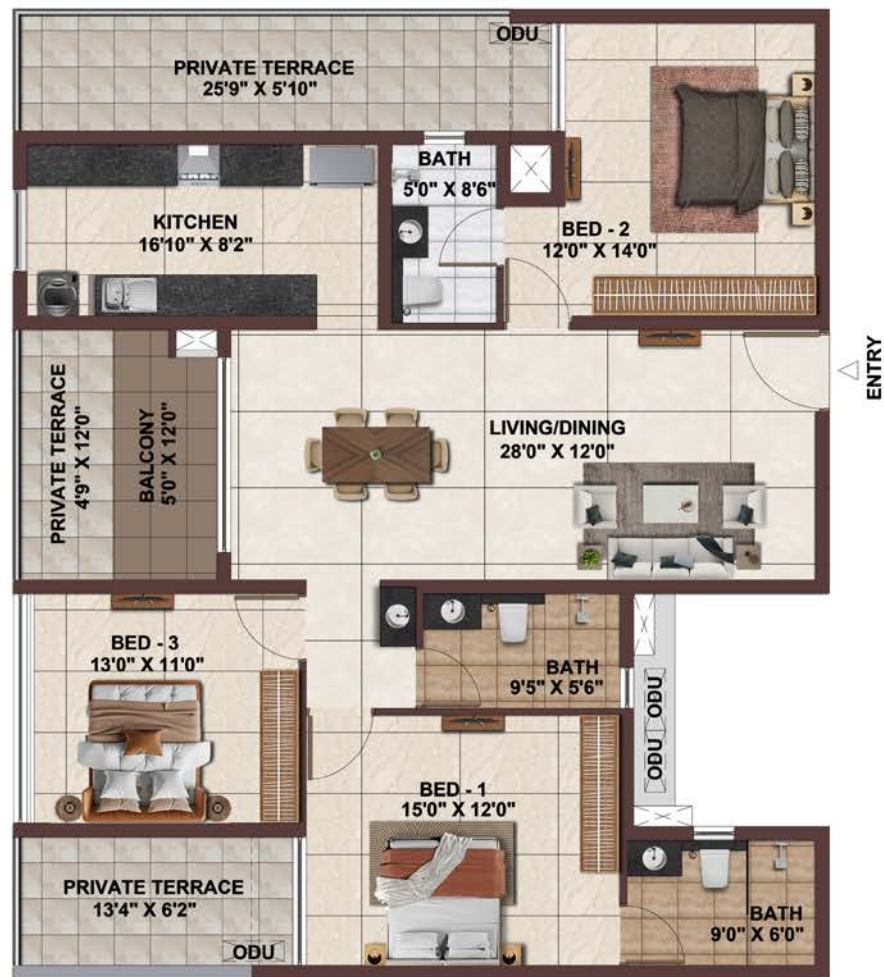 ODU
PRIVATE TERRACE
25'9" X 5'10"
BATH
5'0" X 8'6"
KITCHEN
16'10" X 8'2"
BED - 2
12'0" X 14'0"
ENTRY
PRIVATE TERRACE
4'9" X 12'0"
BALCONY
5'0" X 12'0"
LIVING/DINING
28'0" X 12'0"
BED - 3
13'0" X 11'0"
BATH
9'5" X 5'6"
ODU
ODU
BED - 1
15'0" X 12'0"
PRIVATE TERRACE
13'4" X 6'2"
ODU
BATH
9'0" X 6'0"